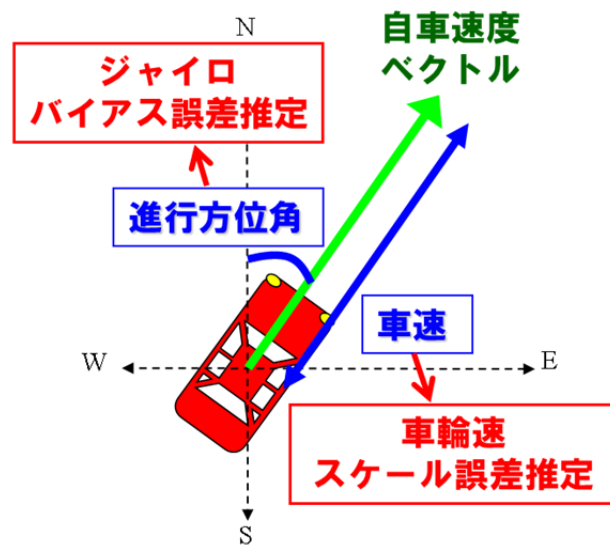 N
自車速度
ベクトル
ジャイロ
バイアス誤差推定
進行方位角
車速
W
E
車輪速
スケール誤差推定
S